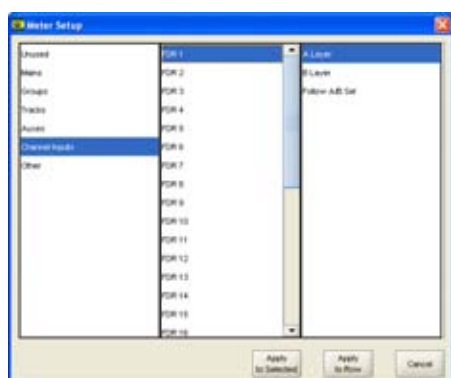 Meter Setup
Unused
Mains
Groups
Tracks
Auxes
Channel Inputs
Other
FDR 1
FDR 2
FDR 3
FDR 4
FDR 5
FDR 6
FDR 7
FDR 8
FDR 9
FDR 10
FDR 11
FDR 12
FDR 13
FDR 14
FDR 15
FDR 16
A Layer
B Layer
Follow A/B Sel
Apply
to Selected
Apply
to Row
Cancel